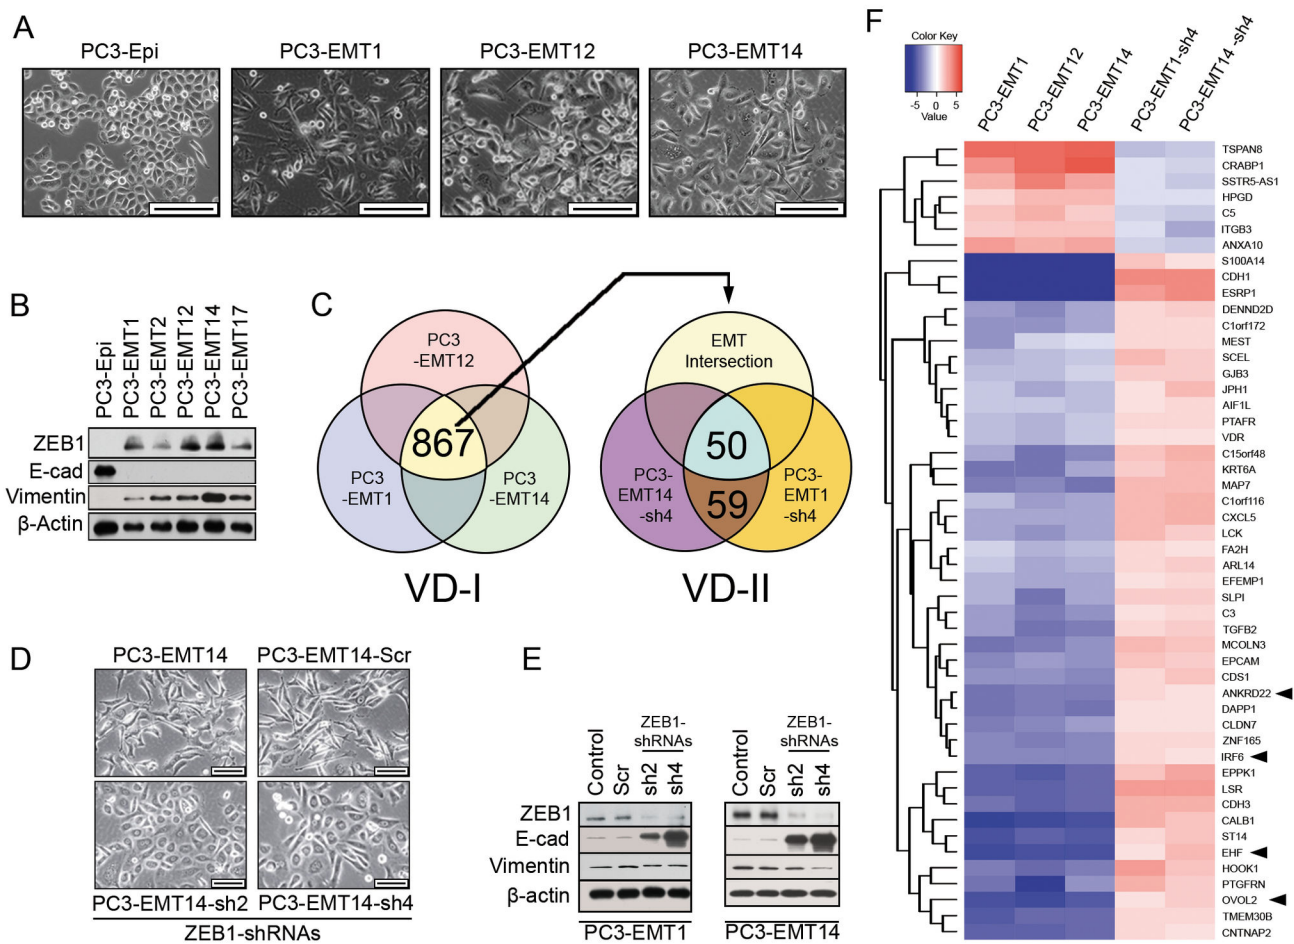 A
PC3-Epi
PC3-EMT1
PC3-EMT12
PC3-EMT14
B
PC3-Epi
PC3-EMT1
PC3-EMT2
PC3-EMT12
PC3-EMT14
PC3-EMT17
ZEB1
E-cad
Vimentin
β-Actin
C
PC3
-EMT12
867
PC3
-EMT1
PC3
-EMT14
VD-I
EMT
Intersection
50
PC3-
EMT14
-sh4
59
PC3-
EMT1
-sh4
VD-II
D
PC3-EMT14
PC3-EMT14-Scr
PC3-EMT14-sh2
PC3-EMT14-sh4
ZEB1-shRNAs
E
Control
Scr
ZEB1-
shRNAs
sh2
sh4
Control
Scr
ZEB1-
shRNAs
sh2
sh4
ZEB1
E-cad
Vimentin
β-actin
PC3-EMT1
PC3-EMT14
F
Color Key
-5 0 5
Value
PC3-EMT1
PC3-EMT12
PC3-EMT14
PC3-EMT1-sh4
PC3-EMT14 -sh4
TSPAN8
CRABP1
SSTR5-AS1
HPGD
C5
ITGB3
ANXA10
S100A14
CDH1
ESRP1
DENND2D
C1orf172
MEST
SCEL
GJB3
JPH1
AIF1L
PTAFR
VDR
C15orf48
KRT6A
MAP7
C1orf116
CXCL5
LCK
FA2H
ARL14
EFEMP1
SLPI
C3
TGFB2
MCOLN3
EPCAM
CDS1
ANKRD22
DAPP1
CLDN7
ZNF165
IRF6
EPPK1
LSR
CDH3
CALB1
ST14
EHF
HOOK1
PTGFRN
OVOL2
TMEM30B
CNTNAP2